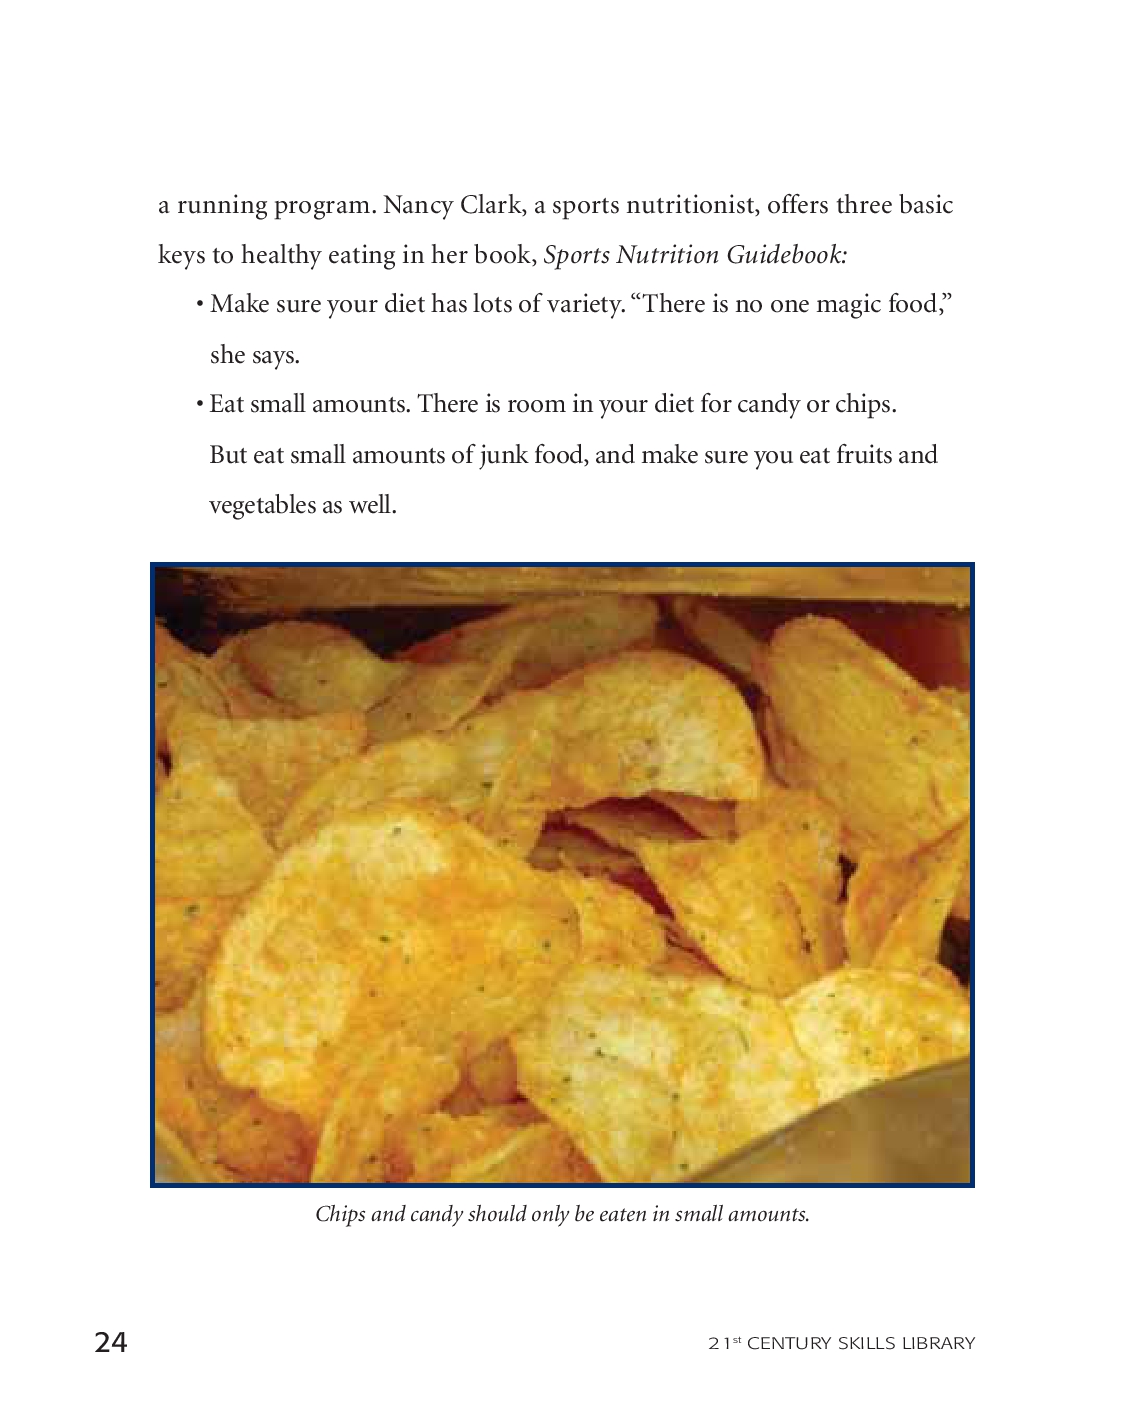 a running program. Nancy Clark, a sports nutritionist, offers three basic
keys to healthy eating in her book, Sports Nutrition Guidebook:
• Make sure your diet has lots of variety. “There is no one magic food,”
she says.
• Eat small amounts. There is room in your diet for candy or chips.
But eat small amounts of junk food, and make sure you eat fruits and
vegetables as well.
Chips and candy should only be eaten in small amounts.
24
21st CENTURY SKILLS LIBRARY